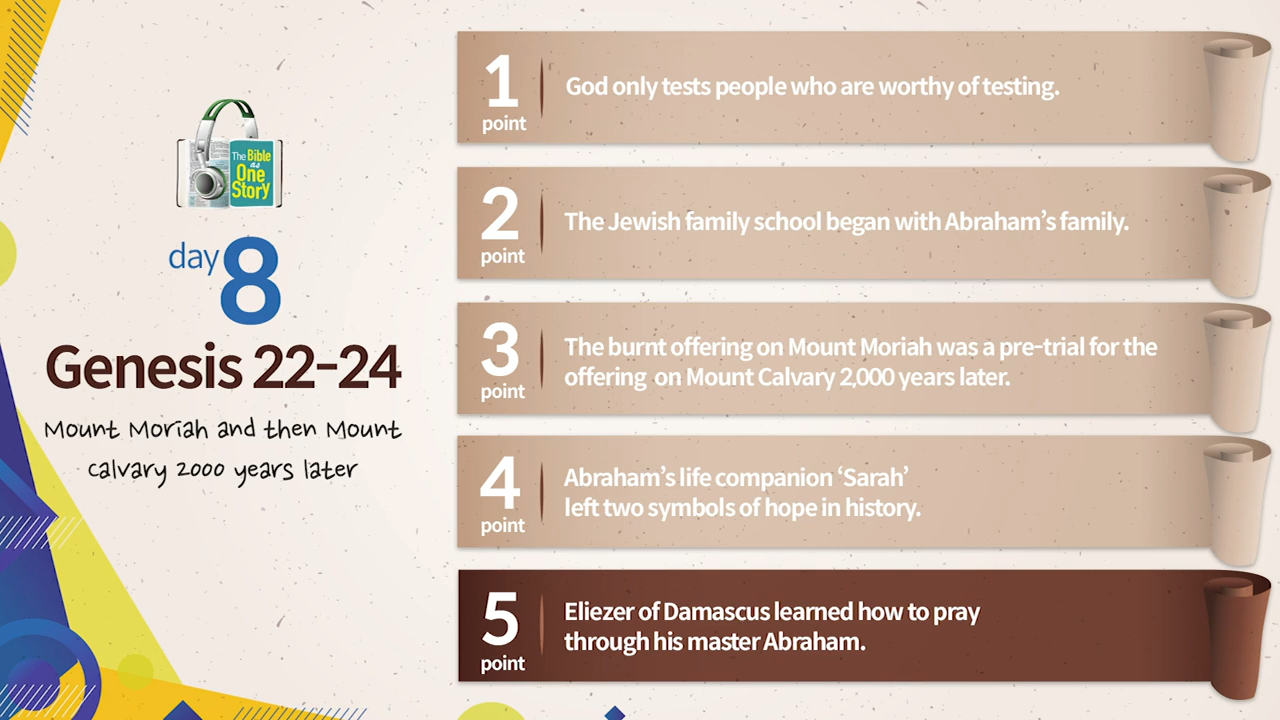 The Bible
as
One
Story
day 8
Genesis 22-24
Mount Moriah and then Mount
Calvary 2000 years later
1
point
God only tests people who are worthy of testing.
2
point
The Jewish family school began with Abraham's family.
3
point
The burnt offering on Mount Moriah was a pre-trial for the
offering on Mount Calvary 2,000 years later.
4
point
Abraham's life companion ‘Sarah’
left two symbols of hope in history.
5
point
Eliezer of Damascus learned how to pray
through his master Abraham.